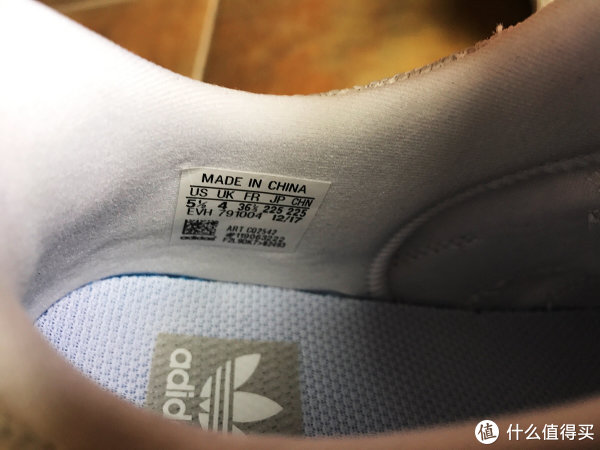 MADE IN CHINA
US UK FR JP CHN
5½ 4 36⅔ 225 225
EVH 791004 12/17
ART CQ2542
adidas
adidas
值 什么值得买